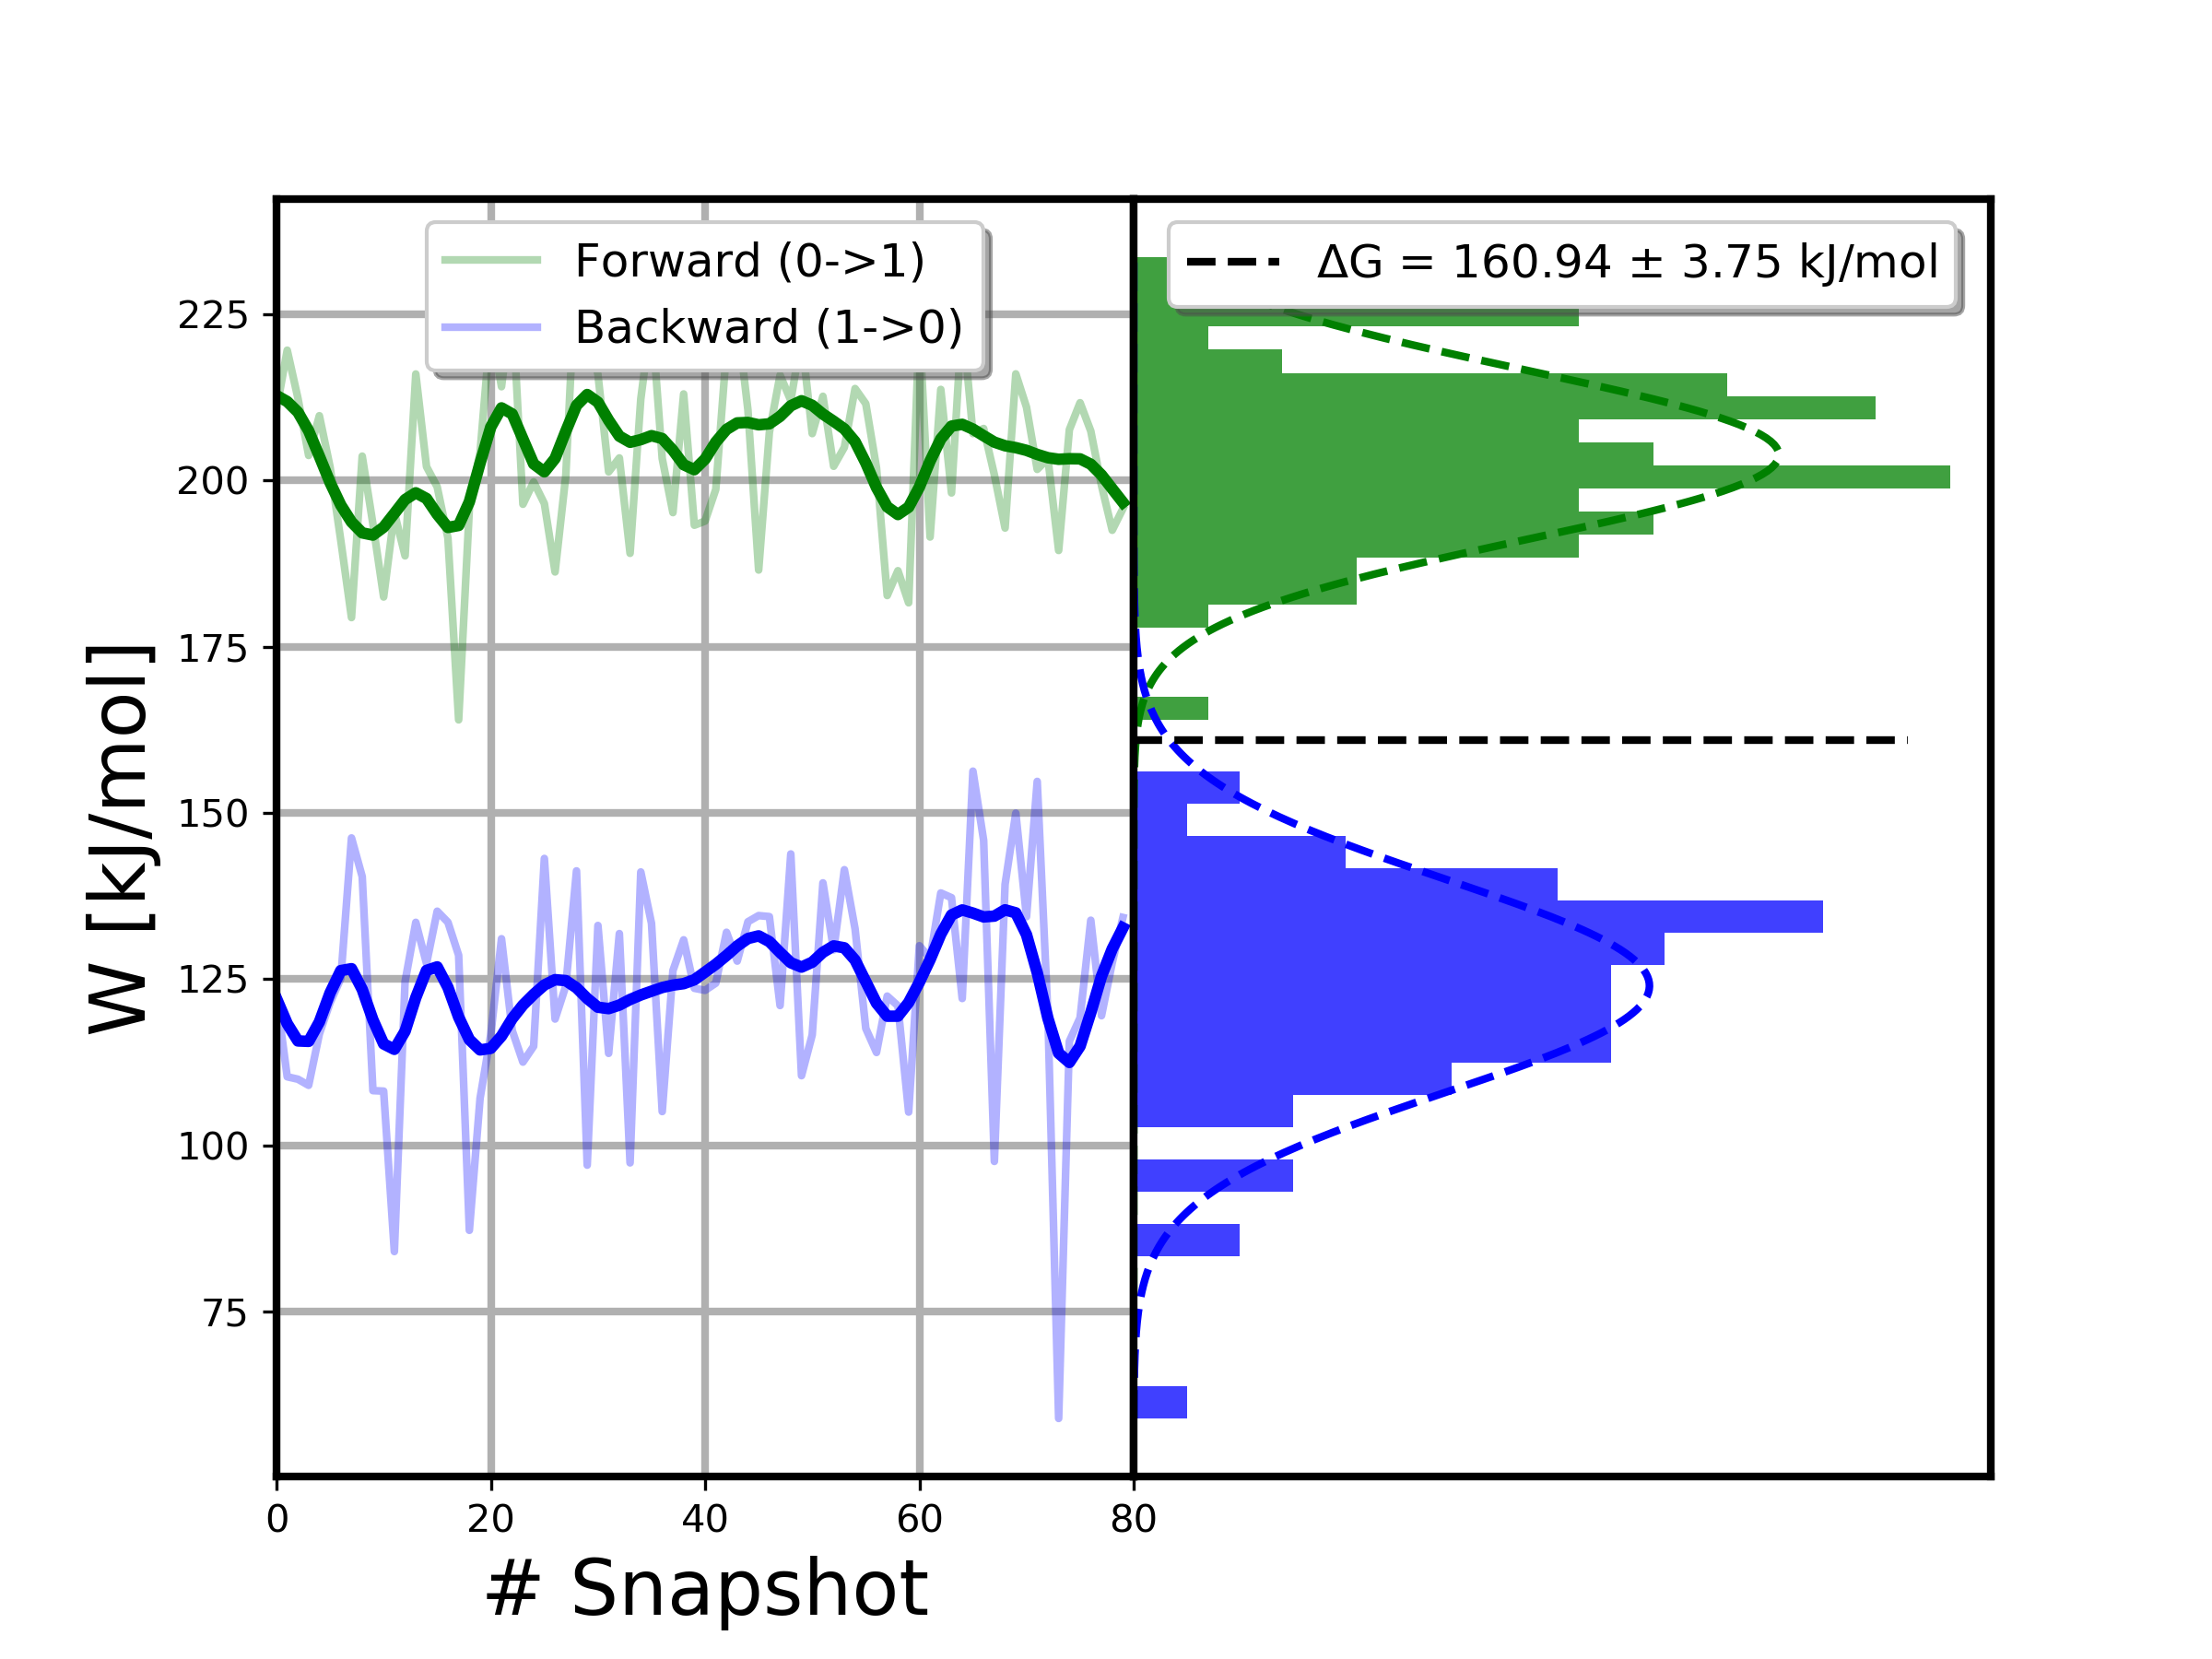 Forward (0->1)
Backward (1->0)
ΔG = 160.94 ± 3.75 kJ/mol
W [kJ/mol]
225
200
175
150
125
100
75
0 20 40 60 80
# Snapshot